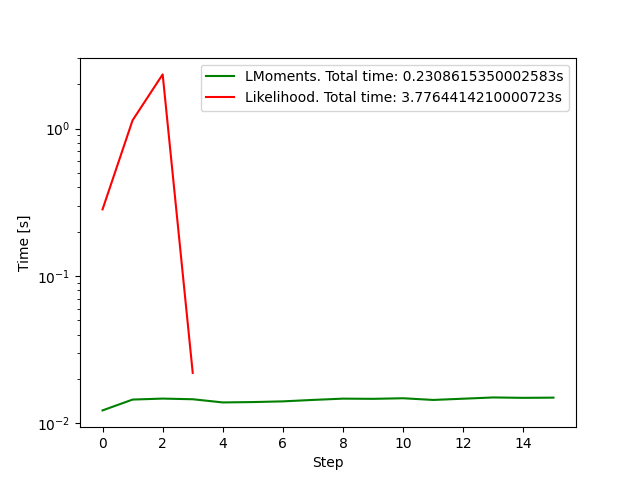 LMoments. Total time: 0.2308615350002583s
Likelihood. Total time: 3.7764414210000723s
10⁰
10⁻¹
10⁻²
Time [s]
0 2 4 6 8 10 12 14
Step